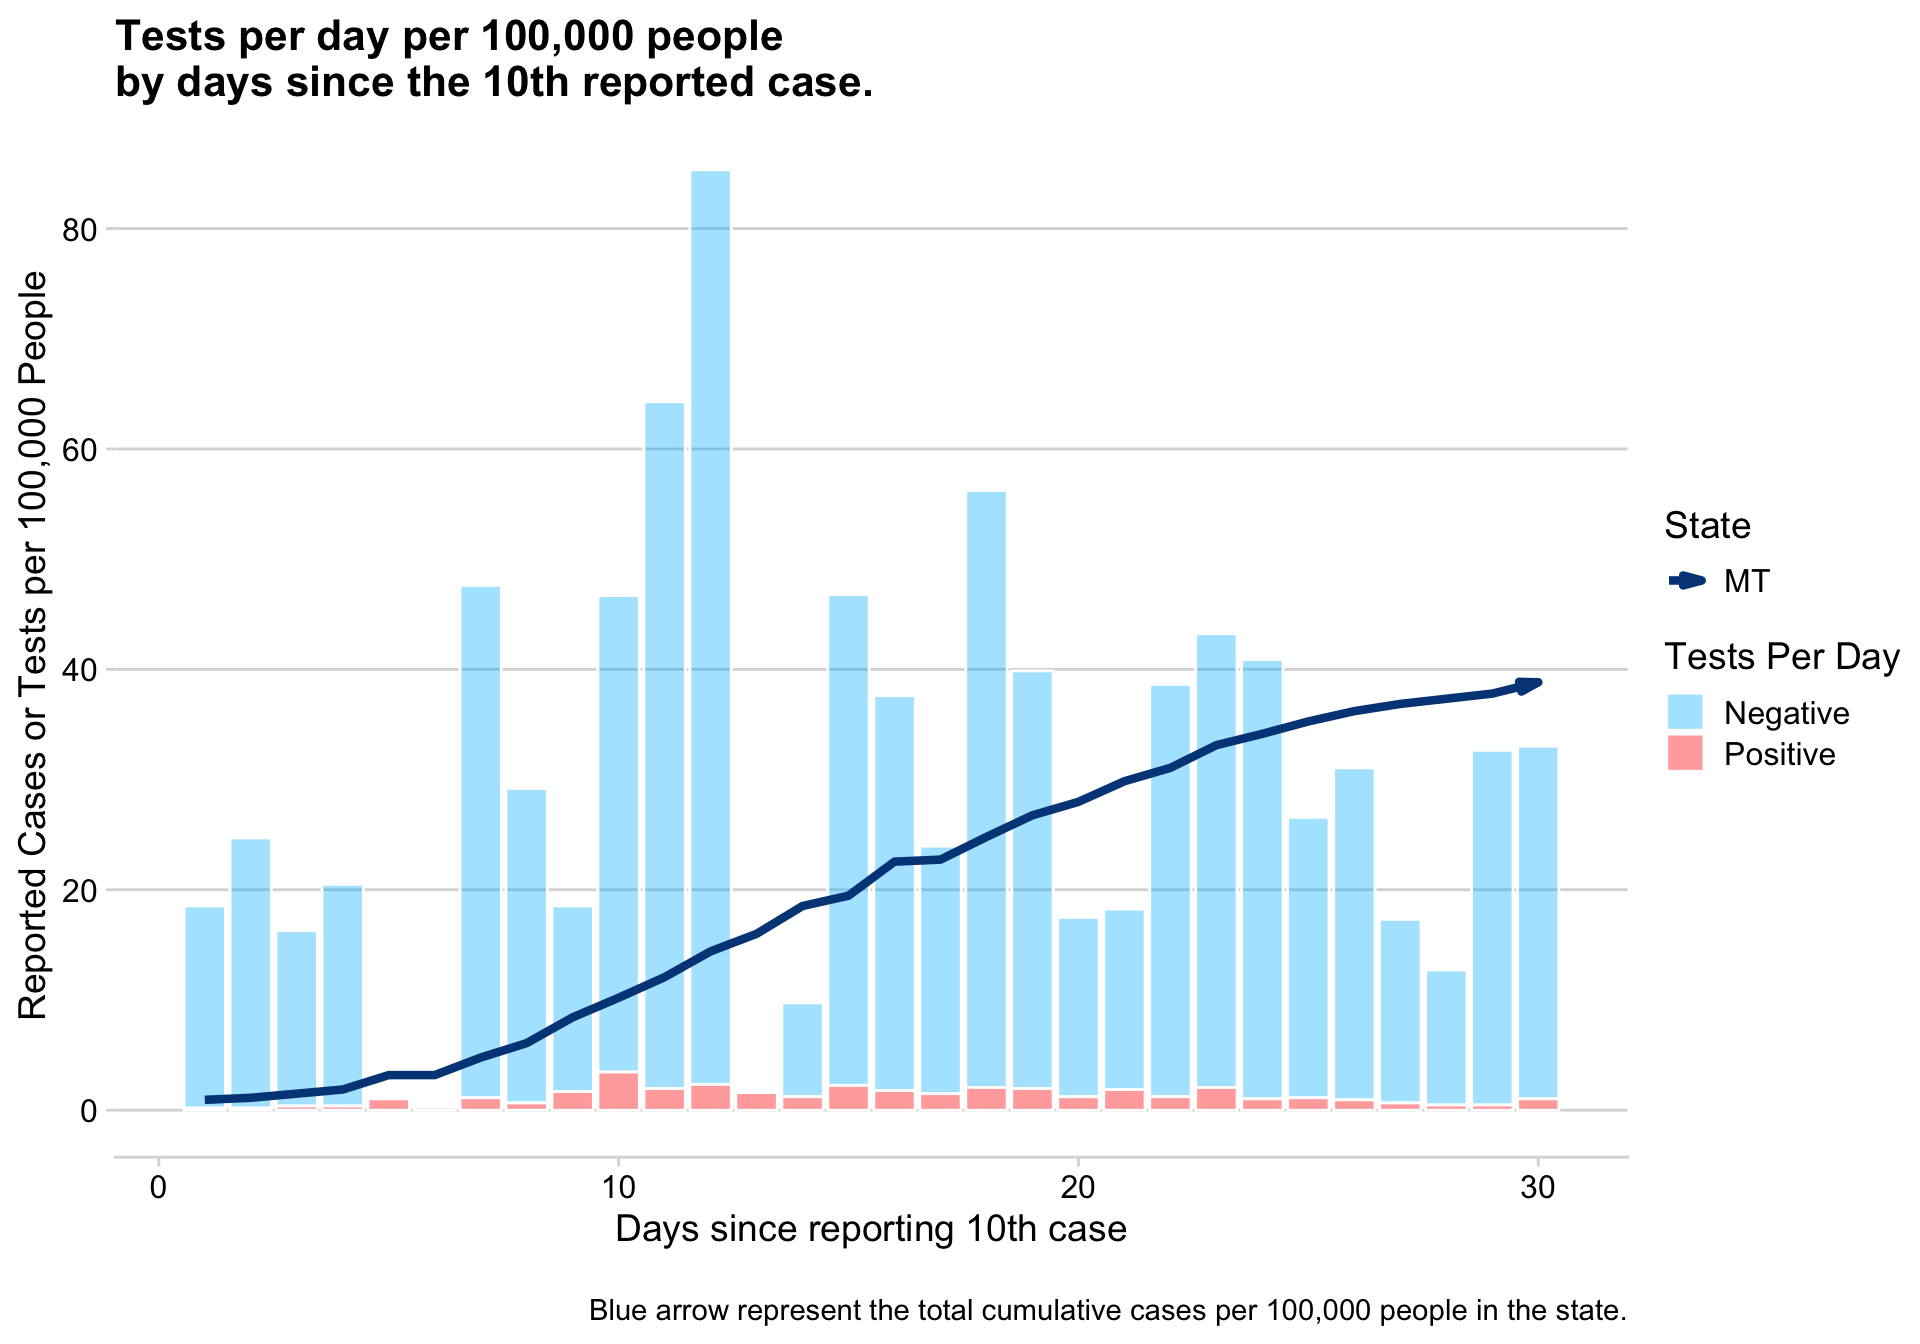 Tests per day per 100,000 people
by days since the 10th reported case.
Reported Cases or Tests per 100,000 People
80
60
40
20
0
0
10
20
30
Days since reporting 10th case
State
MT
Tests Per Day
Negative
Positive
Blue arrow represent the total cumulative cases per 100,000 people in the state.